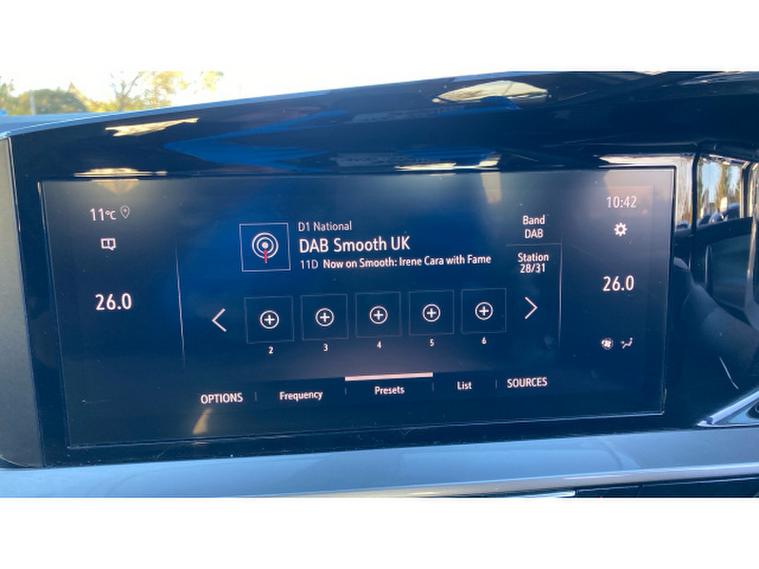 11°C
10:42
D1 National
DAB Smooth UK
11D Now on Smooth: Irene Cara with Fame
Band
DAB
Station
28/31
26.0
26.0
2 3 4 5 6
OPTIONS Frequency Presets List SOURCES